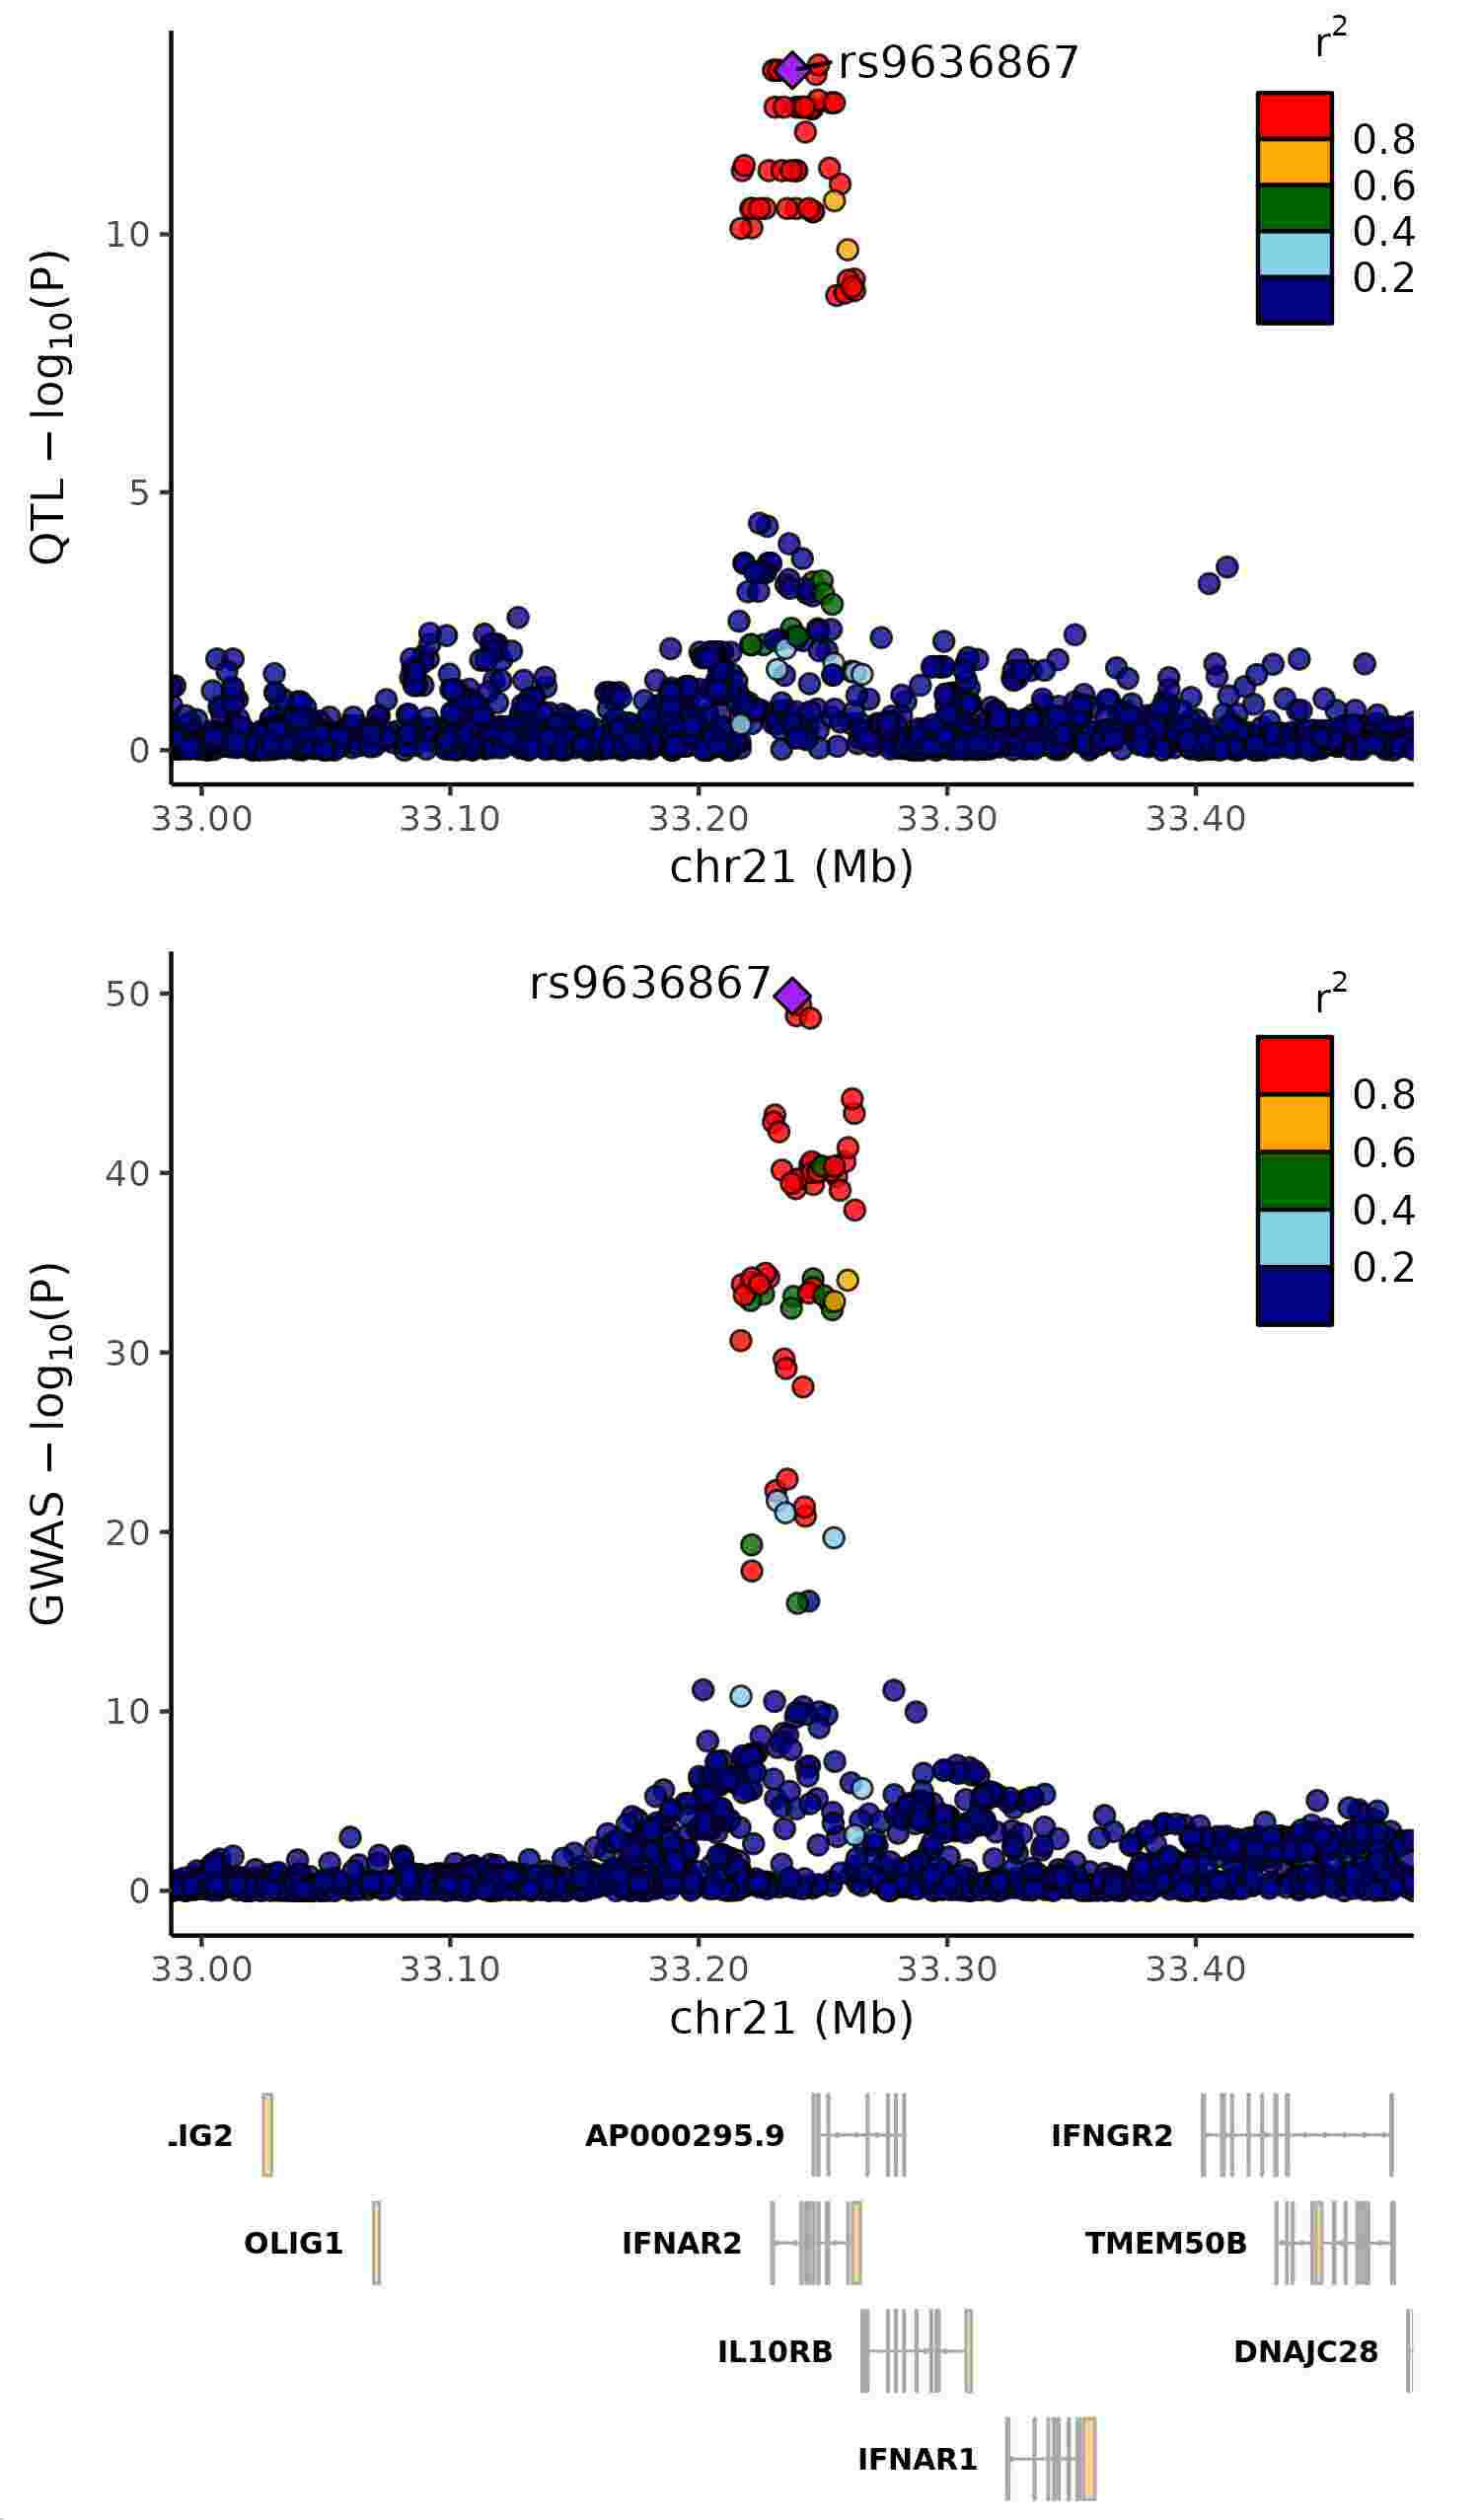 r²
rs9636867
0.8
0.6
0.4
0.2
10
5
0
QTL −log₁₀(P)
33.00 33.10 33.20 33.30 33.40
chr21 (Mb)
rs9636867
r²
0.8
0.6
0.4
0.2
50
40
30
20
10
0
GWAS −log₁₀(P)
33.00 33.10 33.20 33.30 33.40
chr21 (Mb)
IG2 AP000295.9 IFNGR2
OLIG1 IFNAR2 TMEM50B
IL10RB DNAJC28
IFNAR1